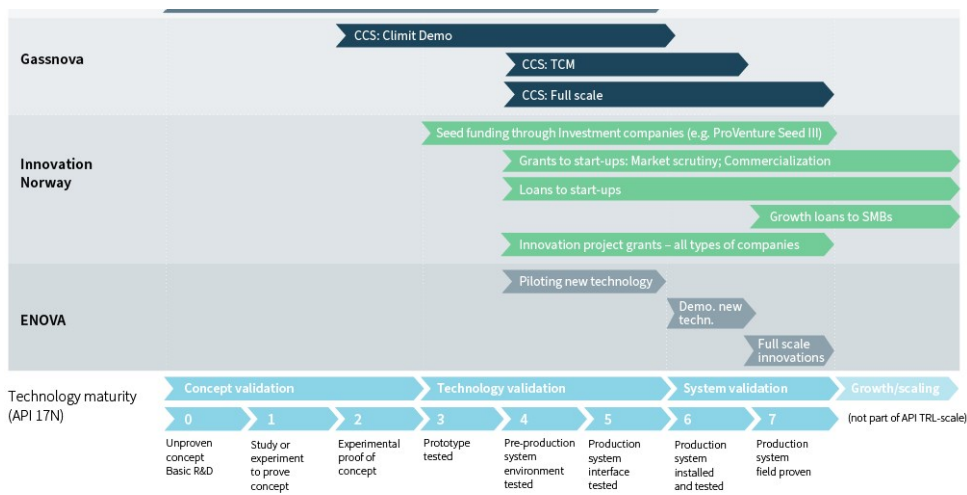 Gassnova
CCS: Climit Demo
CCS: TCM
CCS: Full scale
Innovation
Norway
Seed funding through Investment companies (e.g. ProVenture Seed III)
Grants to start-ups: Market scrutiny; Commercialization
Loans to start-ups
Growth loans to SMBs
Innovation project grants – all types of companies
ENOVA
Piloting new technology
Demo. new
techn.
Full scale
innovations
Technology maturity
(API 17N)
Concept validation
Technology validation
System validation
Growth/scaling
0
1
2
3
4
5
6
7
(not part of API TRL-scale)
Unproven
concept
Basic R&D
Study or
experiment
to prove
concept
Experimental
proof of
concept
Prototype
tested
Pre-production
system
environment
tested
Production
system
interface
tested
Production
system
installed
and tested
Production
system
field proven